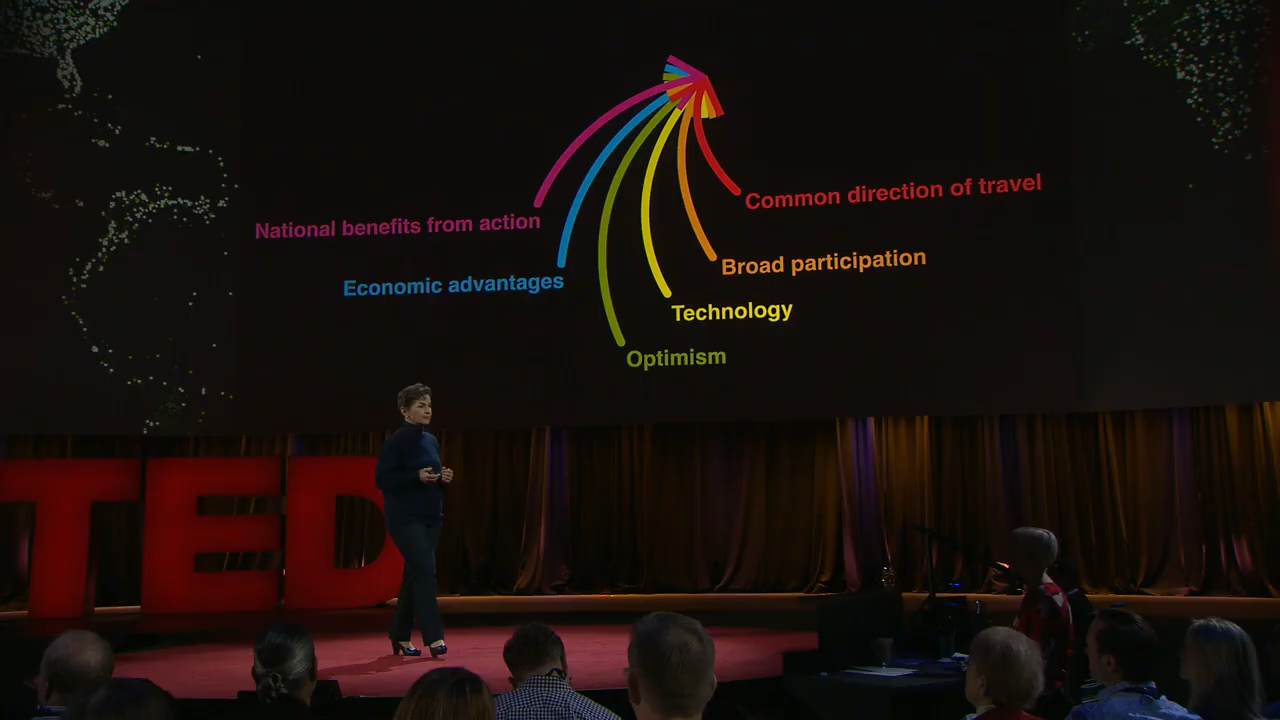 Common direction of travel
National benefits from action
Broad participation
Economic advantages
Technology
Optimism
TED